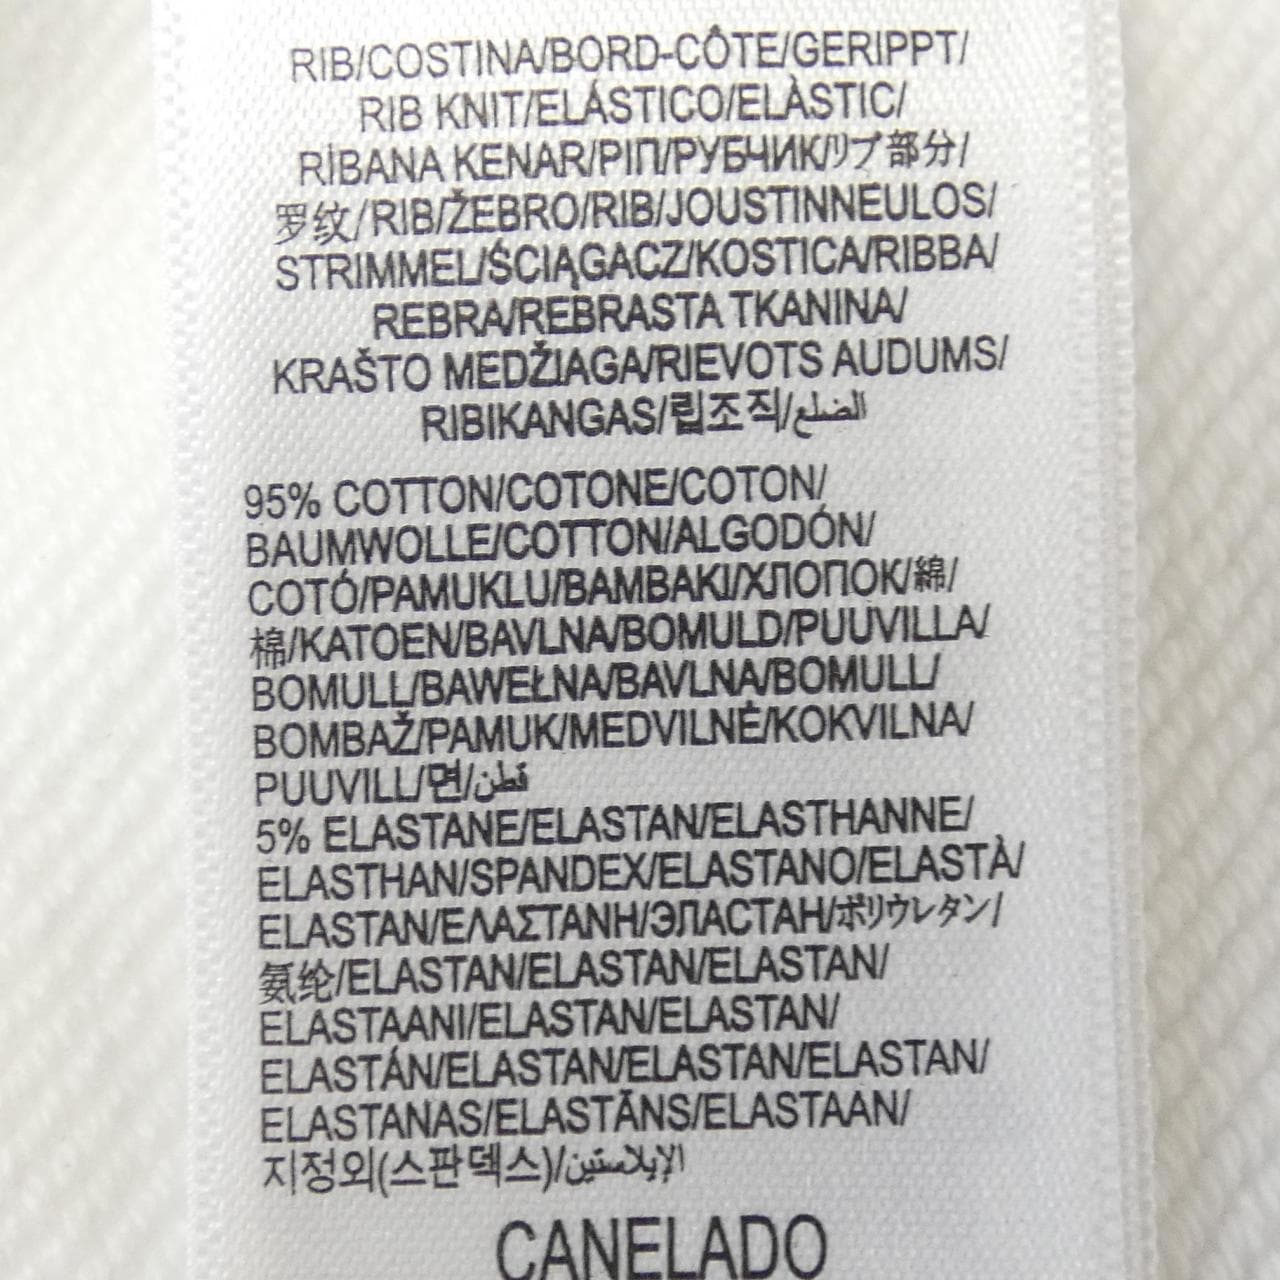 RIB/COSTINA/BORD-CÔTE/GERIPPT/
RIB KNIT/ELÁSTICO/ELÀSTIC/
RİBANA KENAR/ΡΙΠ/РУБЧИК/リブ部分/
罗纹/RIB/ŽEBRO/RIB/JOUSTINNEULOS/
STRIMMEL/ŚCIĄGACZ/KOSTICA/RIBBA/
REBRA/REBRASTA TKANINA/
KRAŠTO MEDŽIAGA/RIEVOTS AUDUMS/
RIBIKANGAS/립조직/الضلع
95% COTTON/COTONE/COTON/
BAUMWOLLE/COTTON/ALGODÓN/
COTÓ/PAMUKLU/BAMBAKI/ХЛОПОК/綿/
棉/KATOEN/BAVLNA/BOMULD/PUUVILLA/
BOMULL/BAWEŁNA/BAVLNA/BOMULL/
BOMBAŽ/PAMUK/MEDVILNĖ/KOKVILNA/
PUUVILL/면/قطن
5% ELASTANE/ELASTAN/ELASTHANNE/
ELASTHAN/SPANDEX/ELASTANO/ELASTÀ/
ELASTAN/ΕΛΑΣΤΑΝΗ/ЭЛАСТАН/ポリウレタン/
氨纶/ELASTAN/ELASTAN/ELASTAN/
ELASTAANI/ELASTAN/ELASTAN/
ELASTÁN/ELASTAN/ELASTAN/ELASTAN/
ELASTANAS/ELASTĀNS/ELASTAAN/
지정외(스판덱스)/الإيلاستين
CANELADO